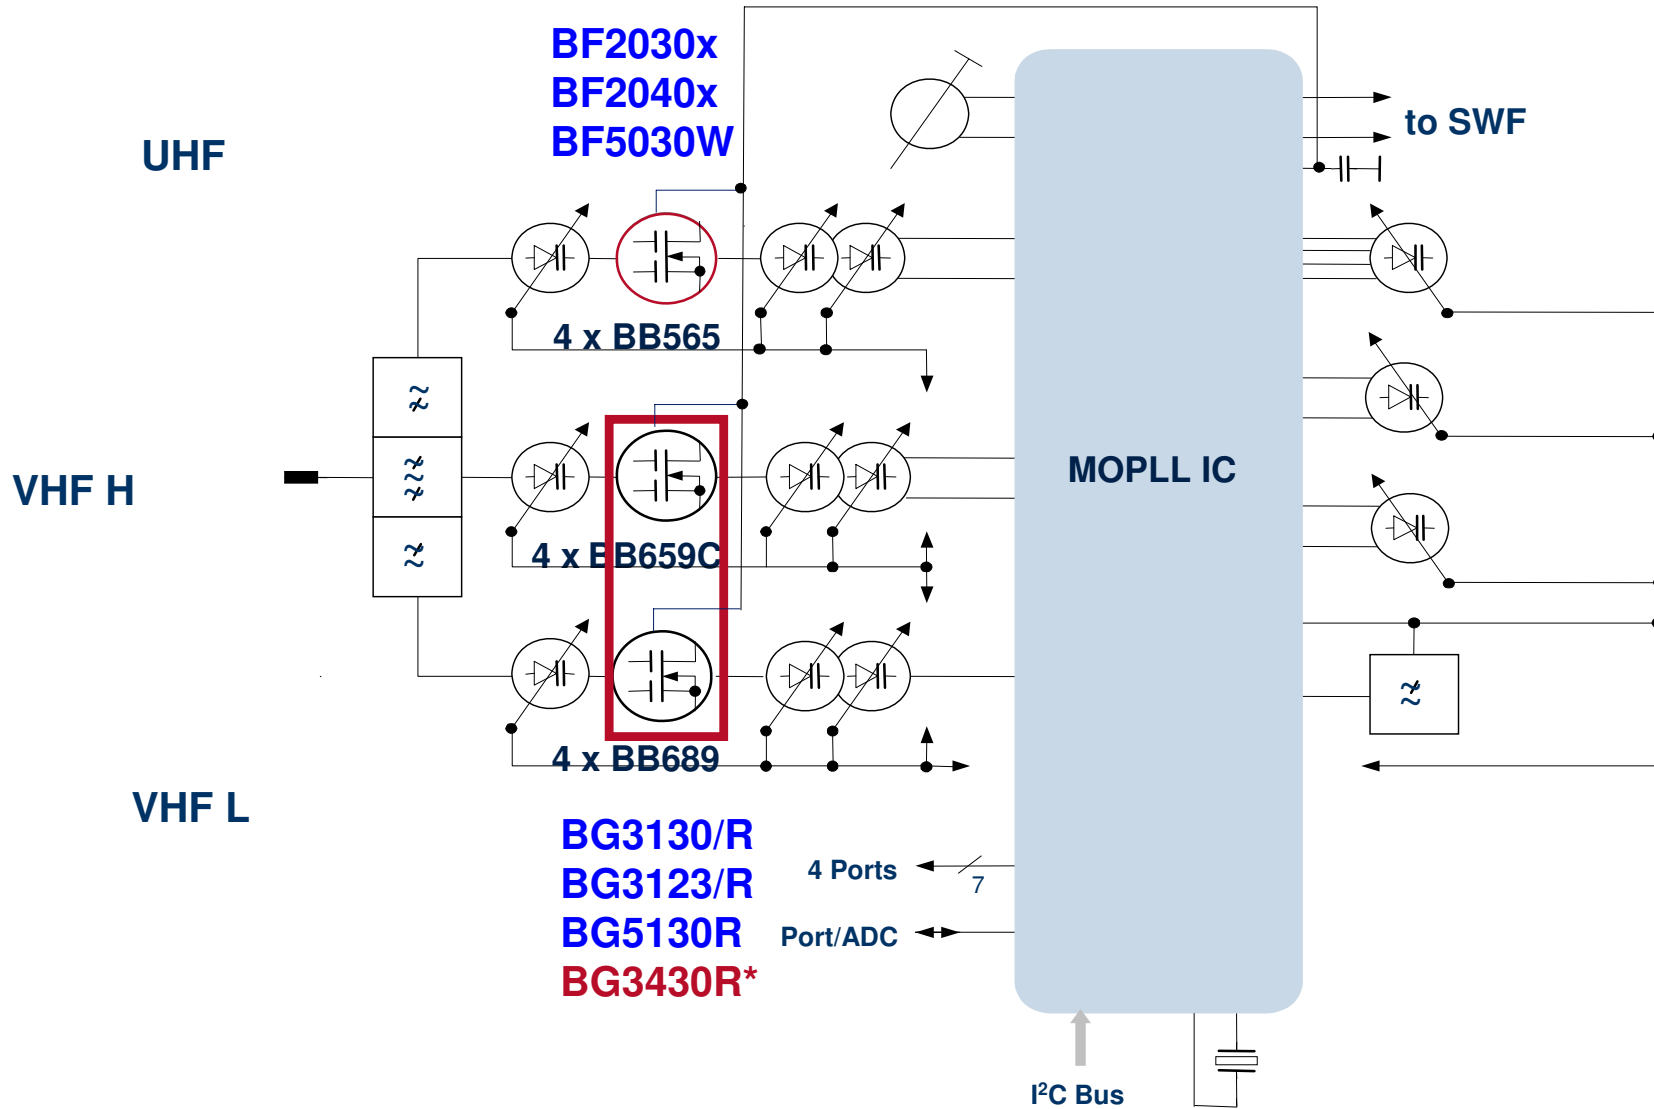 BF2030x
BF2040x
BF5030W
UHF
to SWF
4 x BB565
VHF H
MOPLL IC
4 x BB659C
4 x BB689
VHF L
BG3130/R
BG3123/R
BG5130R
BG3430R*
4 Ports
7
Port/ADC
I²C Bus